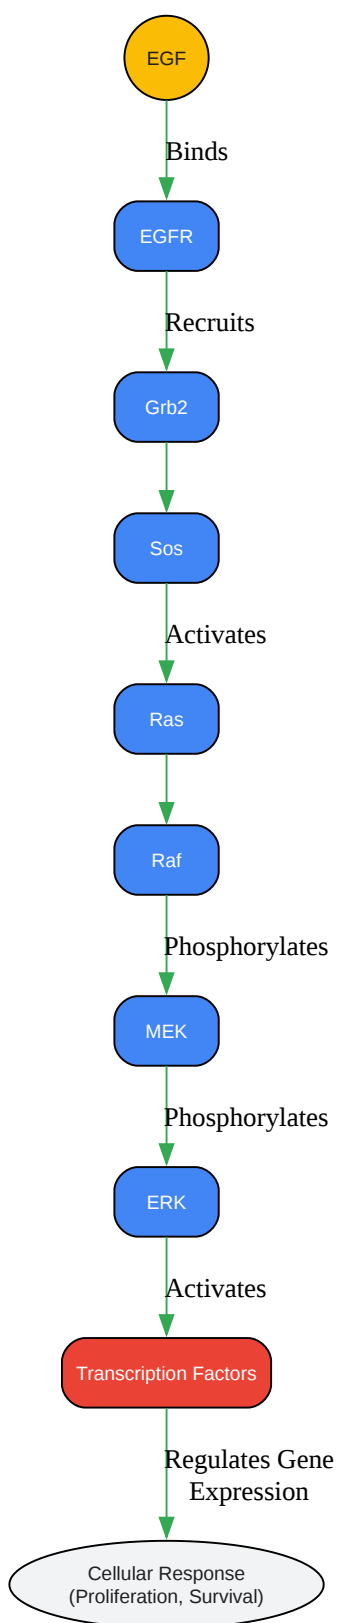 EGF
Binds
EGFR
Recruits
Grb2
Sos
Activates
Ras
Raf
Phosphorylates
MEK
Phosphorylates
ERK
Activates
Transcription Factors
Regulates Gene
Expression
Cellular Response
(Proliferation, Survival)